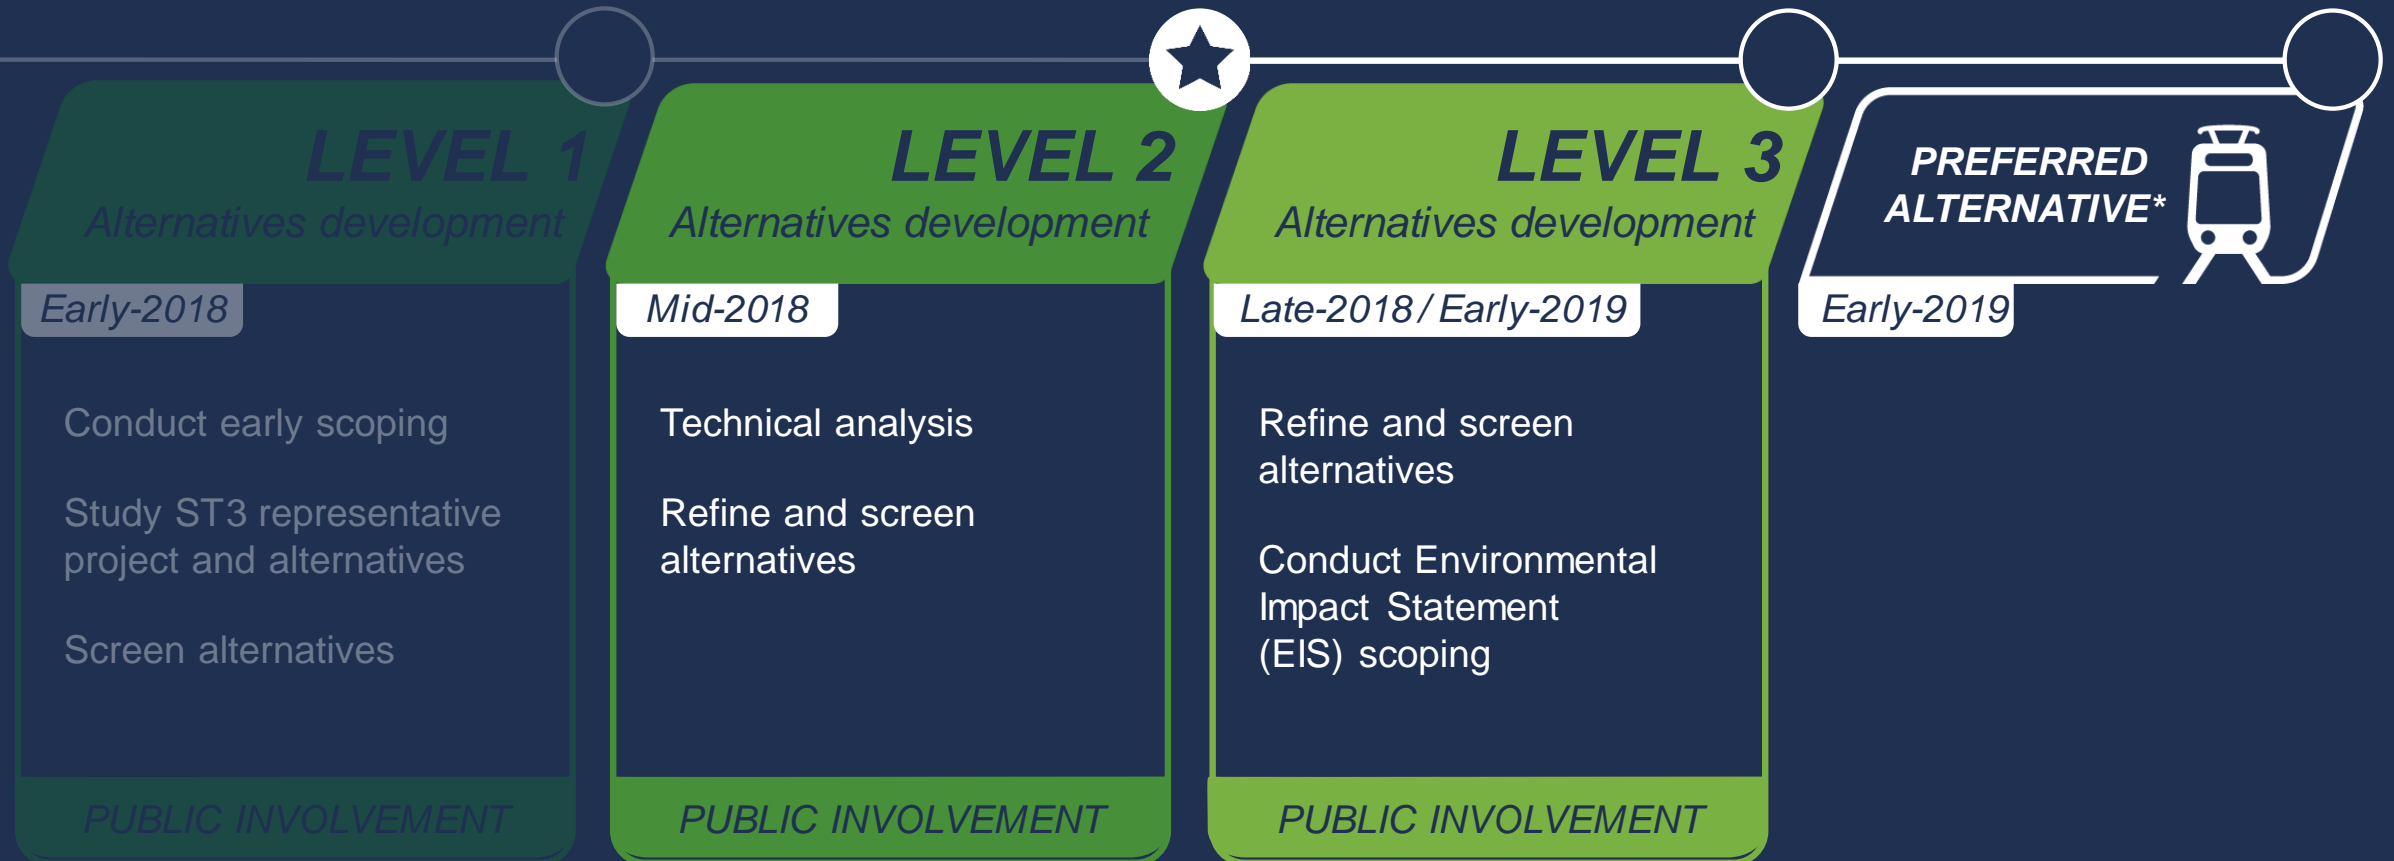 LEVEL 1
Alternatives development
Early-2018
Conduct early scoping
Study ST3 representative
project and alternatives
Screen alternatives
PUBLIC INVOLVEMENT
LEVEL 2
Alternatives development
Mid-2018
Technical analysis
Refine and screen
alternatives
PUBLIC INVOLVEMENT
LEVEL 3
Alternatives development
Late-2018 / Early-2019
Refine and screen
alternatives
Conduct Environmental
Impact Statement
(EIS) scoping
PUBLIC INVOLVEMENT
PREFERRED
ALTERNATIVE*
Early-2019